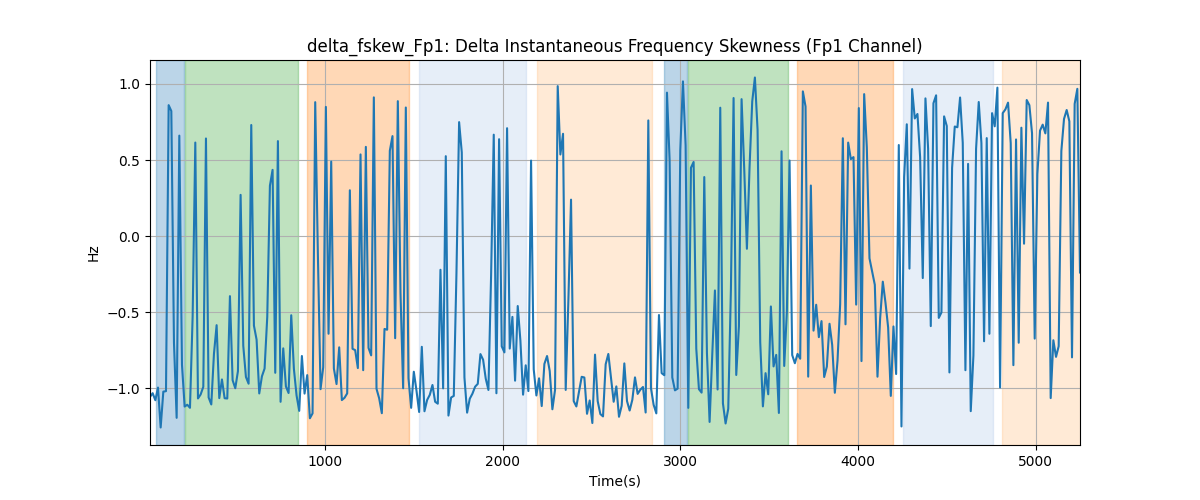 delta_fskew_Fp1: Delta Instantaneous Frequency Skewness (Fp1 Channel)
1.0
0.5
0.0
−0.5
−1.0
Hz
1000 2000 3000 4000 5000
Time(s)